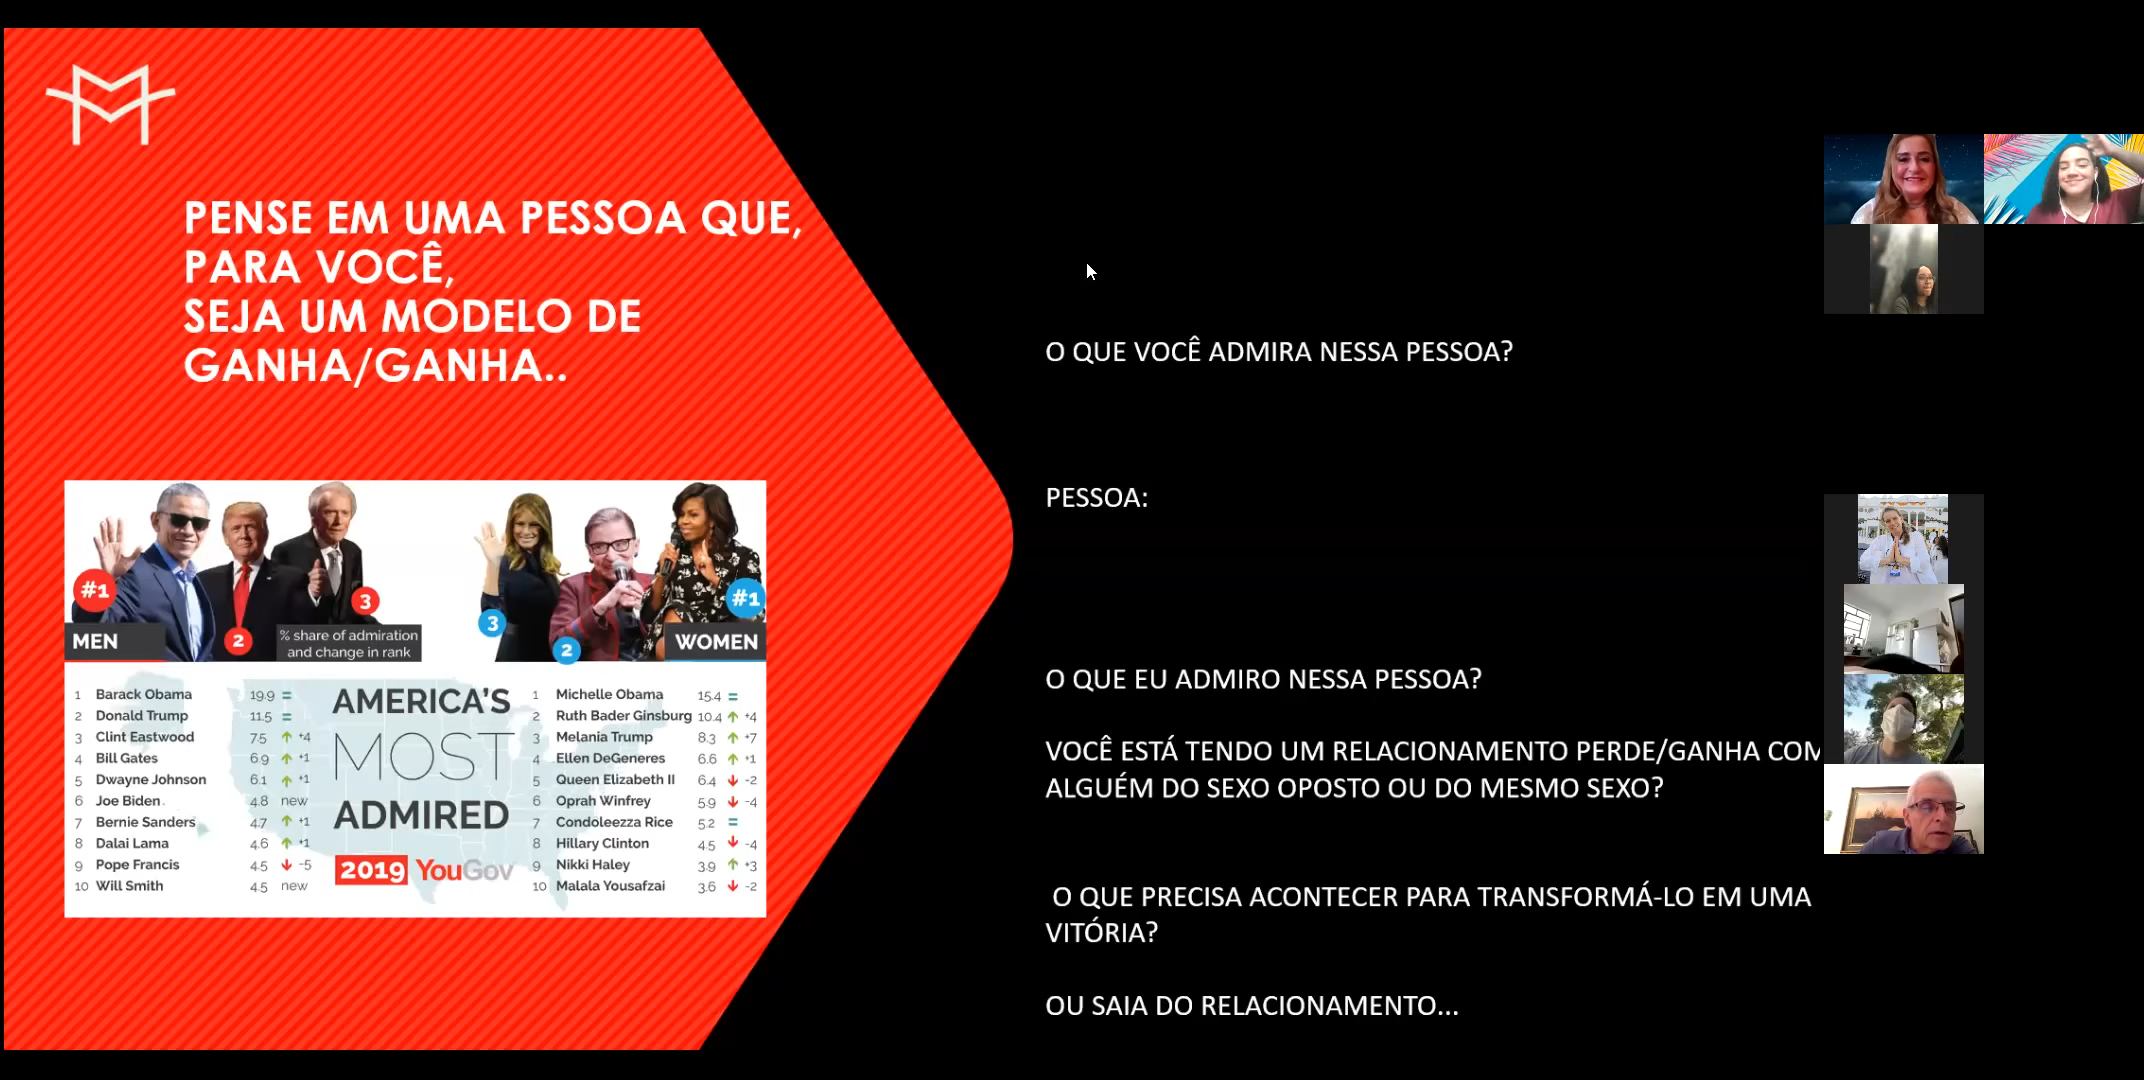 PENSE EM UMA PESSOA QUE,
PARA VOCÊ,
SEJA UM MODELO DE
GANHA/GANHA..
#1
2
3
MEN
% share of admiration
and change in rank
3
2
#1
WOMEN
1 Barack Obama 19.9 =
2 Donald Trump 11.5 =
3 Clint Eastwood 7.5 ↑ +4
4 Bill Gates 6.9 ↑ +1
5 Dwayne Johnson 6.1 ↑ +1
6 Joe Biden 4.8 new
7 Bernie Sanders 4.7 ↑ +1
8 Dalai Lama 4.6 ↑ +1
9 Pope Francis 4.5 ↓ -5
10 Will Smith 4.5 new
AMERICA'S
MOST
ADMIRED
2019 YouGov
1 Michelle Obama 15.4 =
2 Ruth Bader Ginsburg 10.4 ↑ +4
3 Melania Trump 8.3 ↑ +7
4 Ellen DeGeneres 6.6 ↑ +1
5 Queen Elizabeth II 6.4 ↓ -2
6 Oprah Winfrey 5.9 ↓ -4
7 Condoleezza Rice 5.2 =
8 Hillary Clinton 4.5 ↓ -4
9 Nikki Haley 3.9 ↑ +3
10 Malala Yousafzai 3.6 ↓ -2
O QUE VOCÊ ADMIRA NESSA PESSOA?
PESSOA:
O QUE EU ADMIRO NESSA PESSOA?
VOCÊ ESTÁ TENDO UM RELACIONAMENTO PERDE/GANHA COM
ALGUÉM DO SEXO OPOSTO OU DO MESMO SEXO?
O QUE PRECISA ACONTECER PARA TRANSFORMÁ-LO EM UMA
VITÓRIA?
OU SAIA DO RELACIONAMENTO...